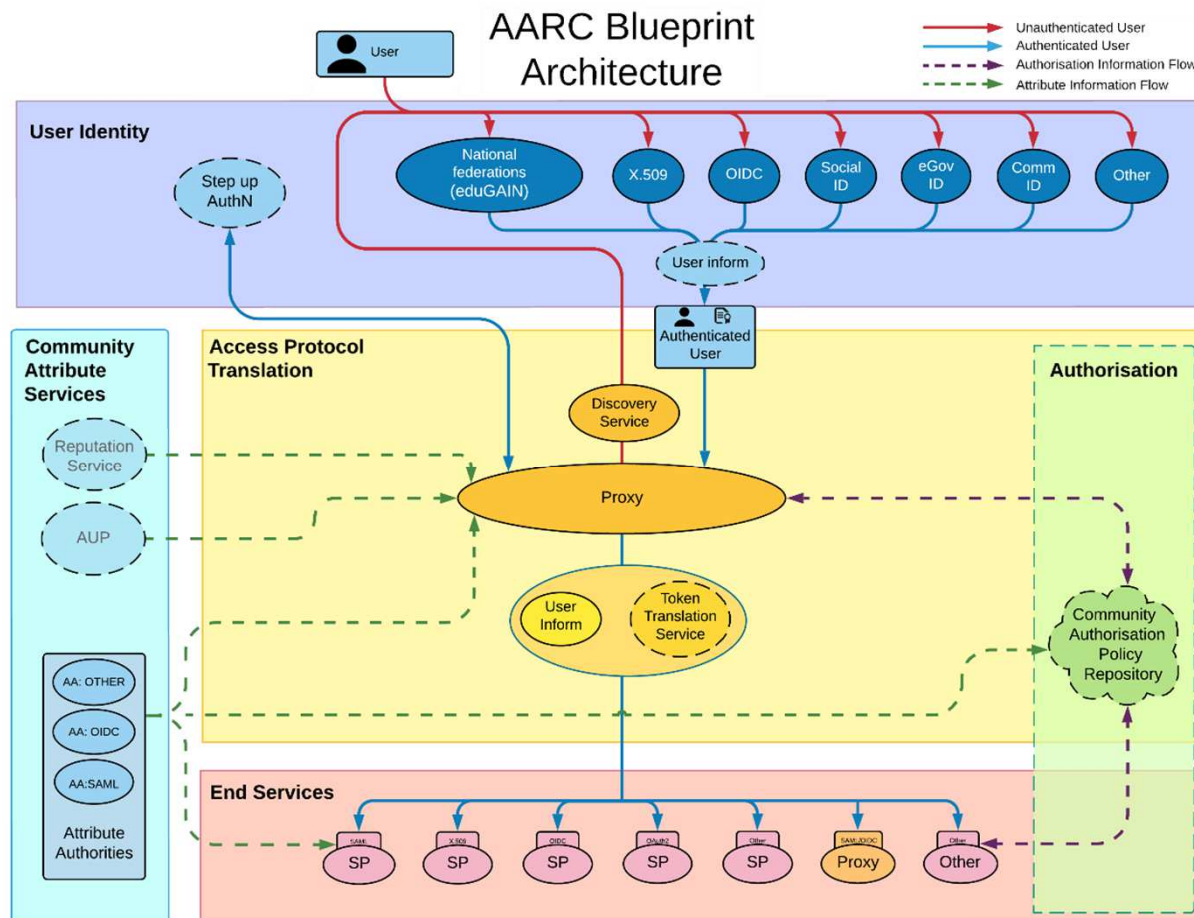 AARC Blueprint
Architecture
User
Unauthenticated User
Authenticated User
Authorisation Information Flow
Attribute Information Flow
User Identity
Step up
AuthN
National
federations
(eduGAIN)
X.509
OIDC
Social
ID
eGov
ID
Comm
ID
Other
User inform
Authenticated
User
Community
Attribute
Services
Reputation
Service
AUP
AA: OTHER
AA: OIDC
AA:SAML
Attribute
Authorities
Access Protocol
Translation
Discovery
Service
Proxy
User
Inform
Token
Translation
Service
Authorisation
Community
Authorisation
Policy
Repository
End Services
SAML
SP
X.509
SP
OIDC
SP
OAuth2
SP
Other
SP
SAML/OIDC
Proxy
Other
Other